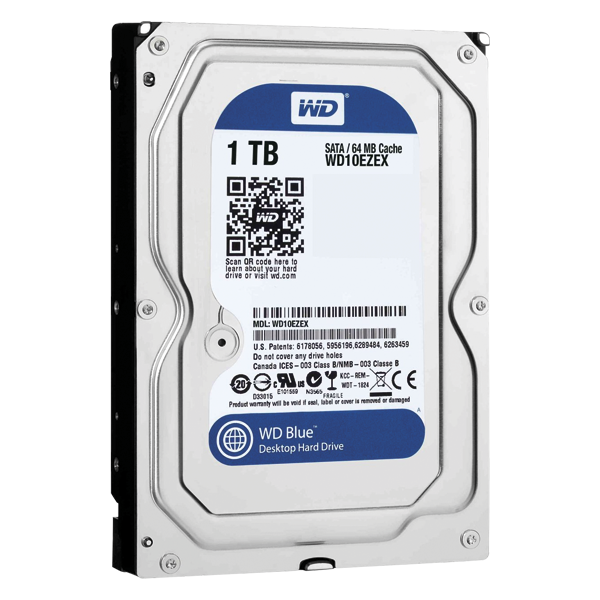 WD
1 TB
SATA / 64 MB Cache
WD10EZEX
WD
Scan QR code here to
learn about your hard
drive or visit wd.com
MDL: WD10EZEX
U.S. Patents: 6178056, 5956196, 6289484, 6263459
Do not cover any drive holes
Canada ICES - 003 Class B/NMB - 003 Classe B
20
D33015
E101559
N3565
FRAGILE
KCC - REM -
WDT - 1824
CE
Product warranty will be void if seal, label or cover is removed or damaged
A
WD Blue™
Desktop Hard Drive